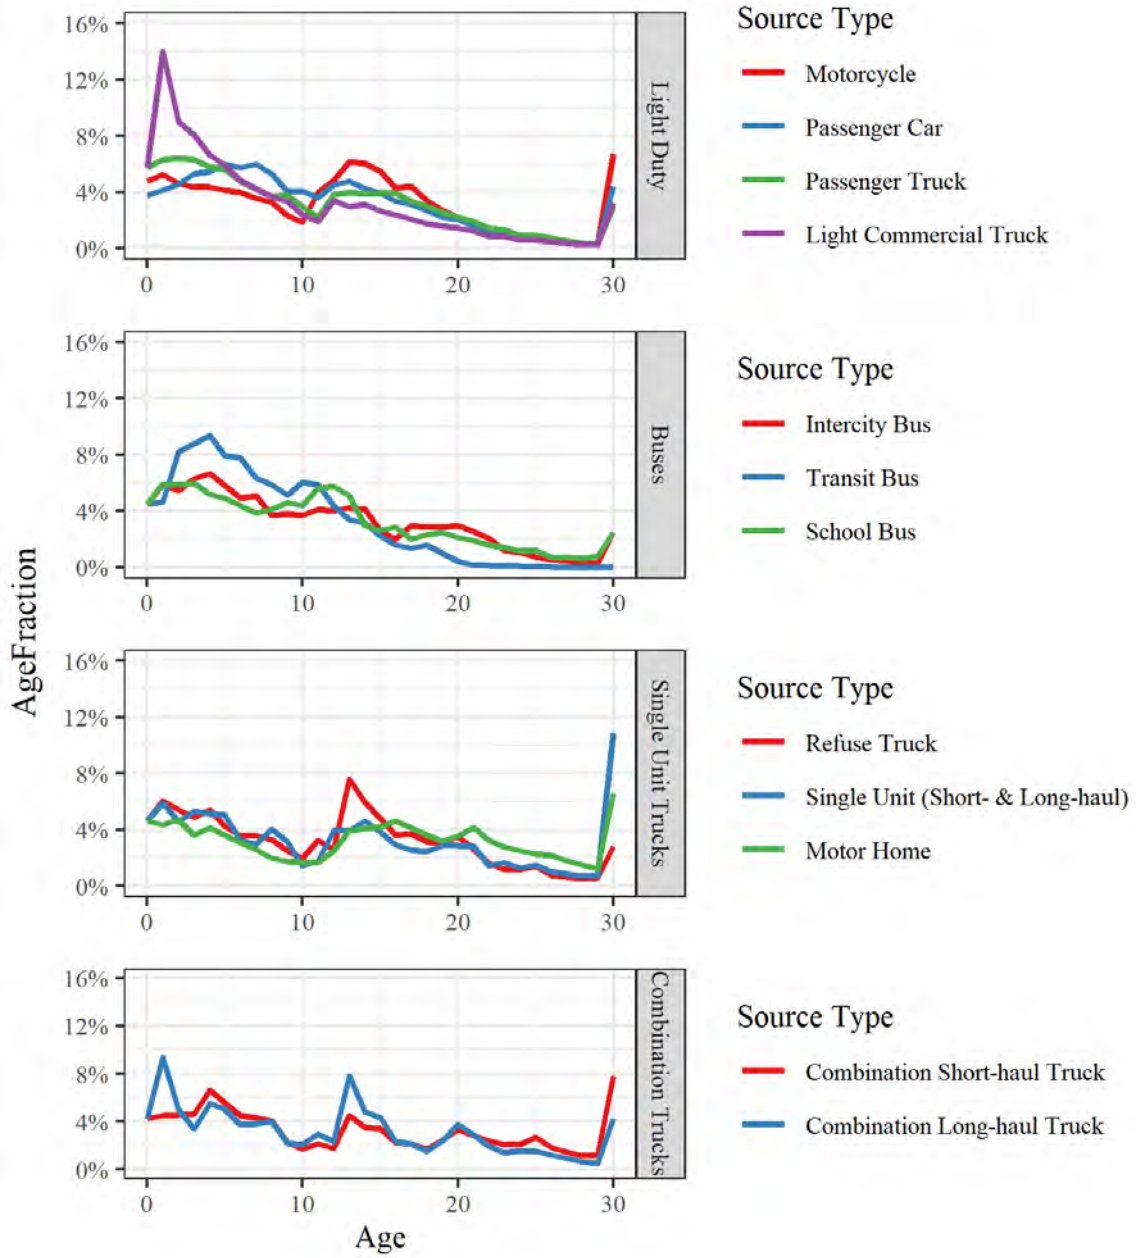 AgeFraction
16%
12%
8%
4%
0%
0 10 20 30
Light Duty
Source Type
Motorcycle
Passenger Car
Passenger Truck
Light Commercial Truck
16%
12%
8%
4%
0%
0 10 20 30
Buses
Source Type
Intercity Bus
Transit Bus
School Bus
16%
12%
8%
4%
0%
0 10 20 30
Single Unit Trucks
Source Type
Refuse Truck
Single Unit (Short- & Long-haul)
Motor Home
16%
12%
8%
4%
0%
0 10 20 30
Combination Trucks
Source Type
Combination Short-haul Truck
Combination Long-haul Truck
Age